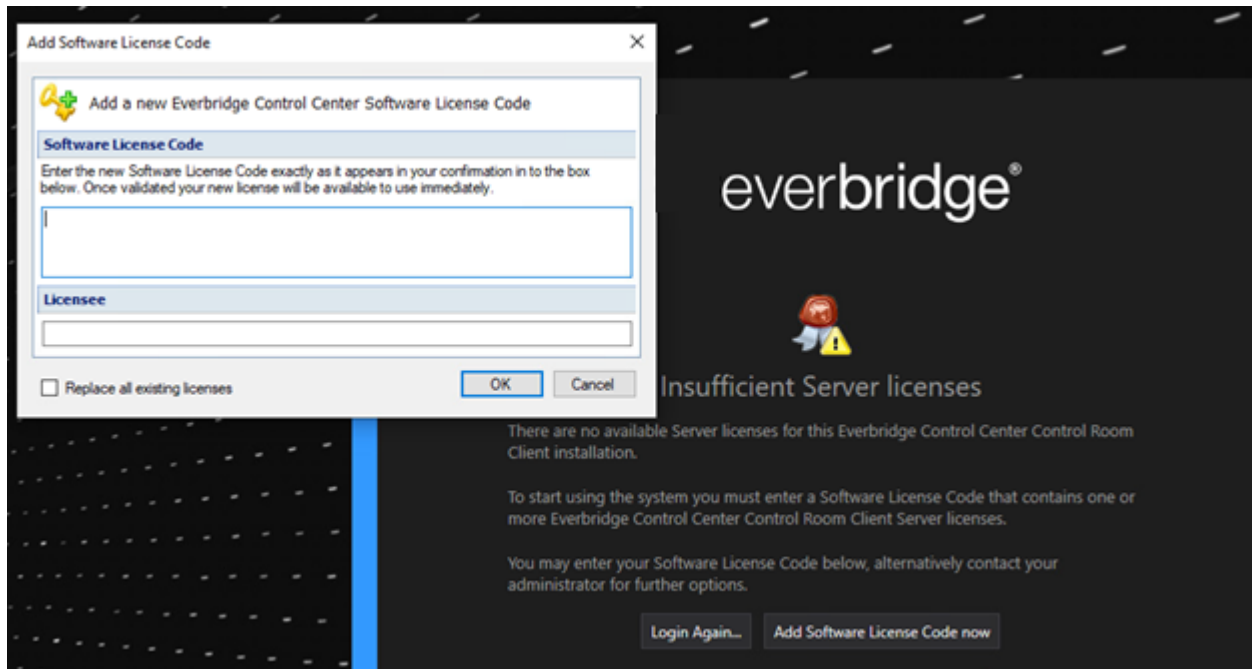 Add Software License Code
Add a new Everbridge Control Center Software License Code
Software License Code
Enter the new Software License Code exactly as it appears in your confirmation in to the box
below. Once validated your new license will be available to use immediately.
Licensee
Replace all existing licenses
OK
Cancel
everbridge®
Insufficient Server licenses
There are no available Server licenses for this Everbridge Control Center Control Room
Client installation.
To start using the system you must enter a Software License Code that contains one or
more Everbridge Control Center Control Room Client Server licenses.
You may enter your Software License Code below, alternatively contact your
administrator for further options.
Login Again...
Add Software License Code now